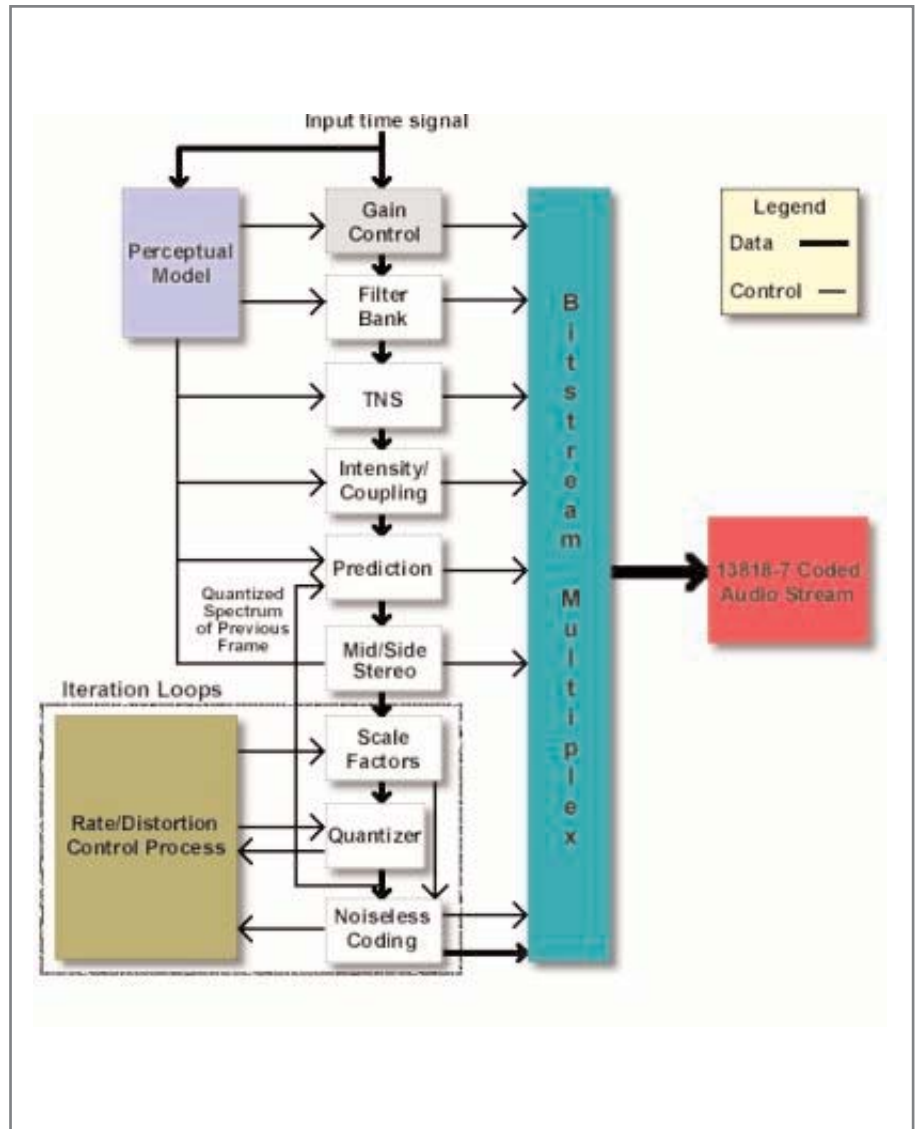 Input time signal
Perceptual
Model
Gain
Control
Filter
Bank
TNS
Intensity/
Coupling
Prediction
Quantized
Spectrum
of Previous
Frame
Mid/Side
Stereo
Iteration Loops
Scale
Factors
Rate/Distortion
Control Process
Quantizer
Noiseless
Coding
Bitstream Multiplex
Legend
Data
Control
13818-7 Coded
Audio Stream